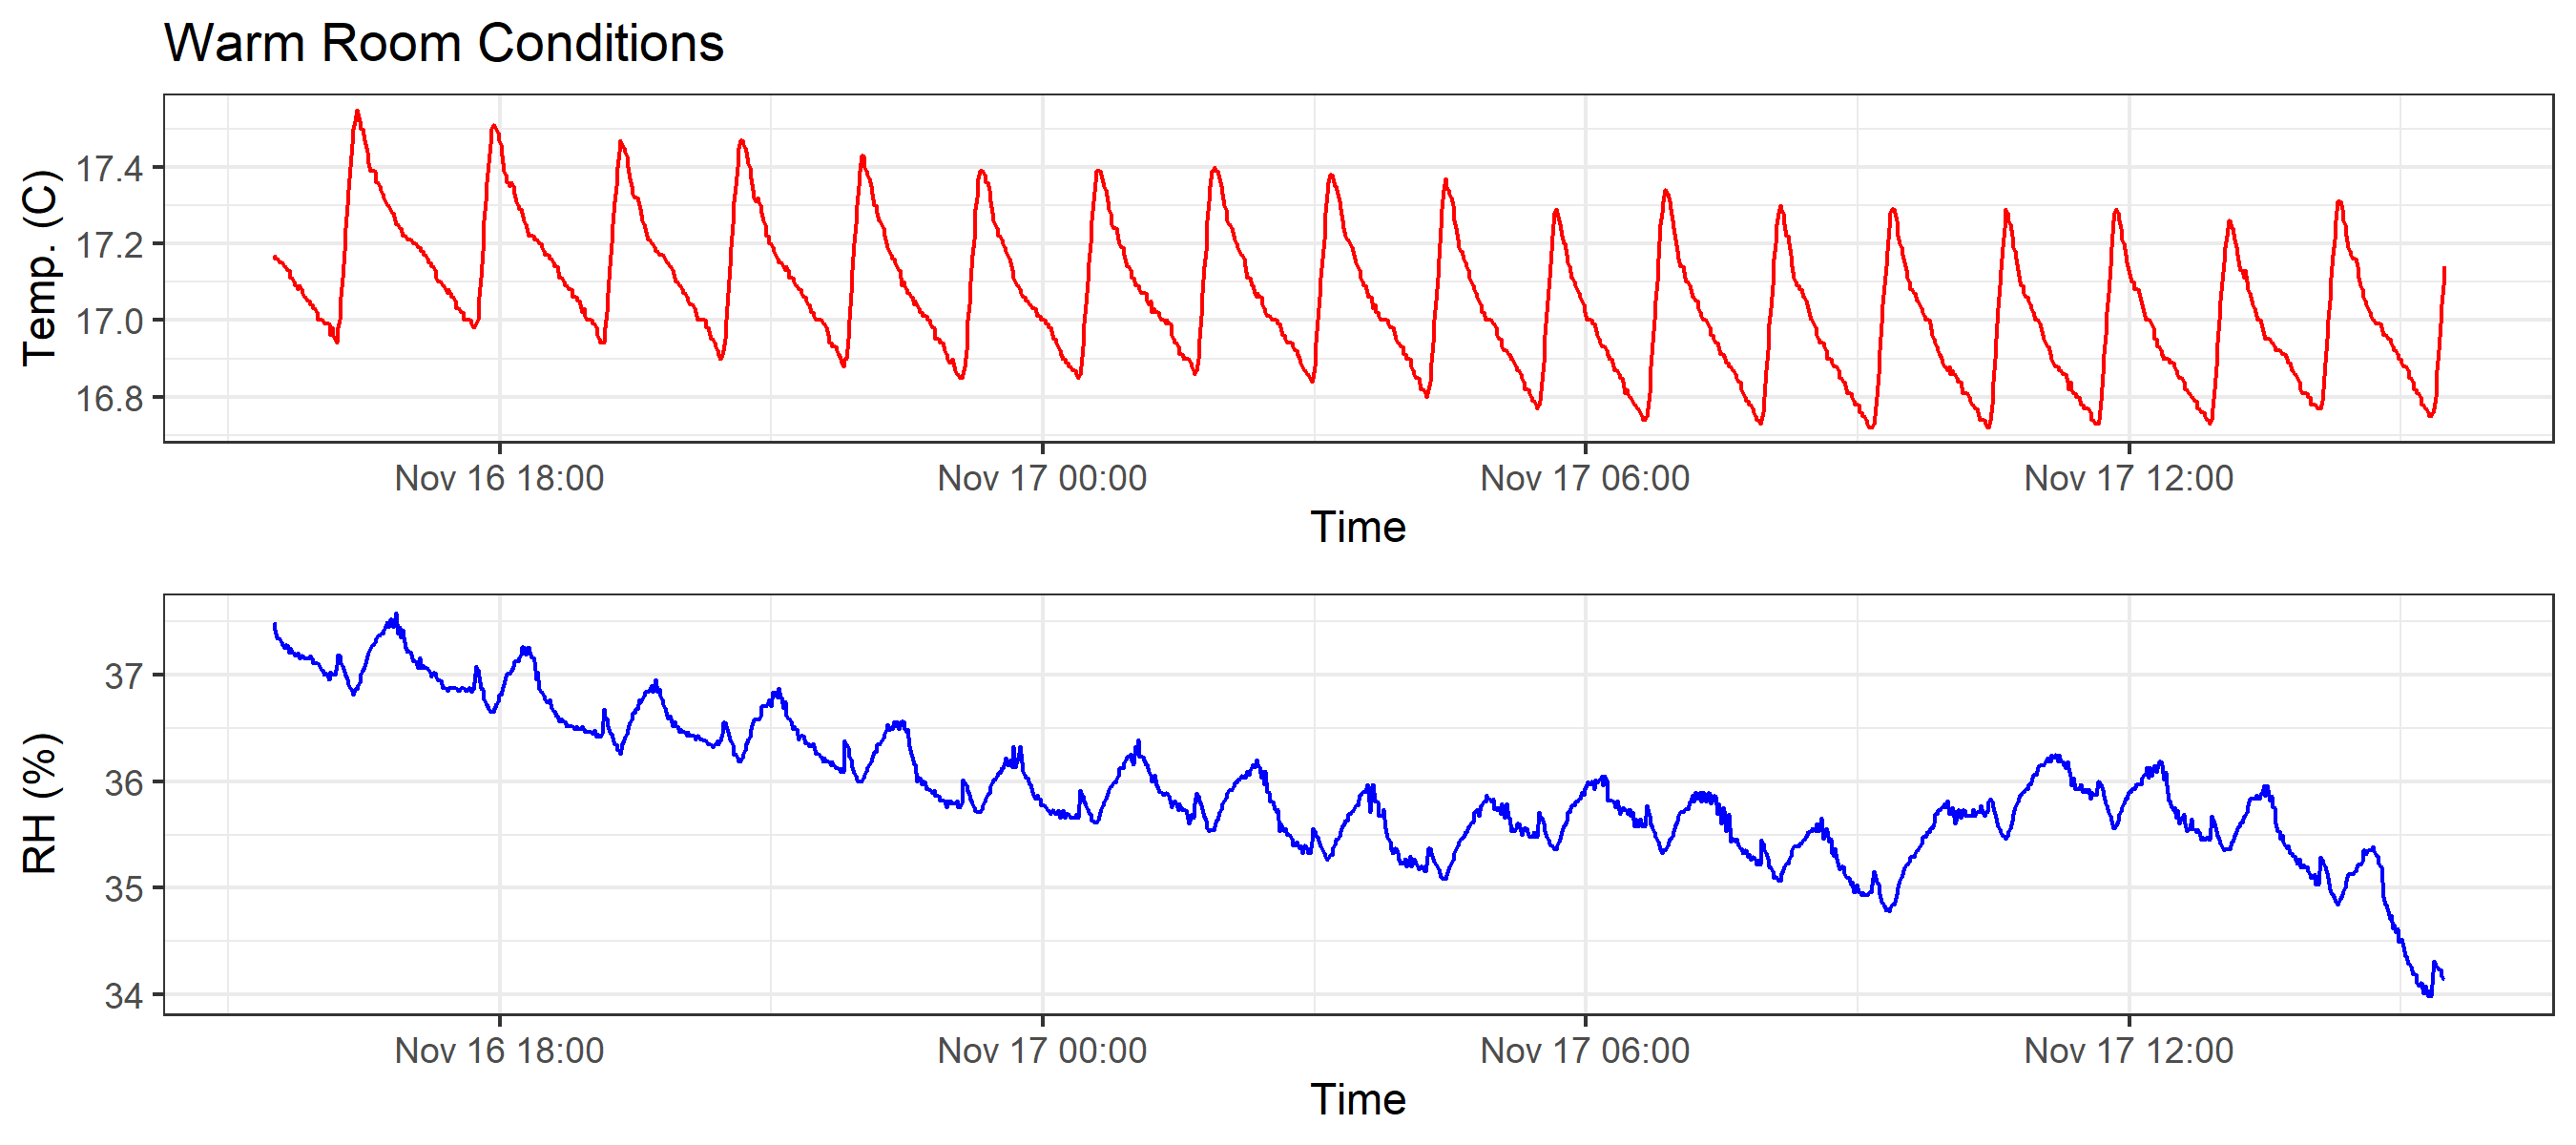 Warm Room Conditions
Temp. (C)
17.4
17.2
17.0
16.8
Nov 16 18:00 Nov 17 00:00 Nov 17 06:00 Nov 17 12:00
Time
RH (%)
37
36
35
34
Nov 16 18:00 Nov 17 00:00 Nov 17 06:00 Nov 17 12:00
Time